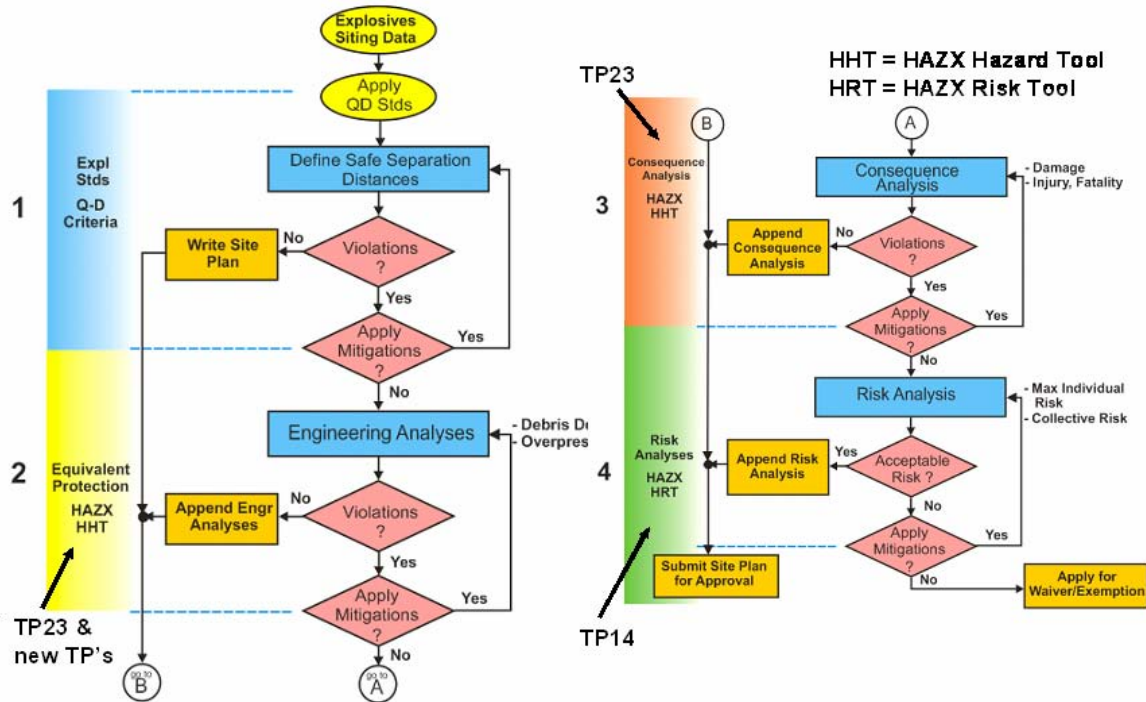 Explosives
Siting Data
Apply
QD Stds
1
Expl
Stds
Q-D
Criteria
Define Safe Separation
Distances
Write Site
Plan
No
Violations
?
Yes
Apply
Mitigations
?
Yes
No
2
Equivalent
Protection
HAZX
HHT
Engineering Analyses
- Debris
- Overpres
Append Engr
Analyses
No
Violations
?
Yes
Apply
Mitigations
?
Yes
No
TP23 &
new TP's
go to
B
go to
A
HHT = HAZX Hazard Tool
HRT = HAZX Risk Tool
TP23
B
A
3
Consequence
Analysis
HAZX
HHT
Consequence
Analysis
- Damage
- Injury, Fatality
Append
Consequence
Analysis
No
Violations
?
Yes
Apply
Mitigations
?
Yes
No
4
Risk
Analyses
HAZX
HRT
Risk Analysis
- Max Individual
Risk
- Collective Risk
Append Risk
Analysis
Yes
Acceptable
Risk ?
No
Apply
Mitigations
?
Yes
No
Submit Site Plan
for Approval
Apply for
Waiver/Exemption
TP14